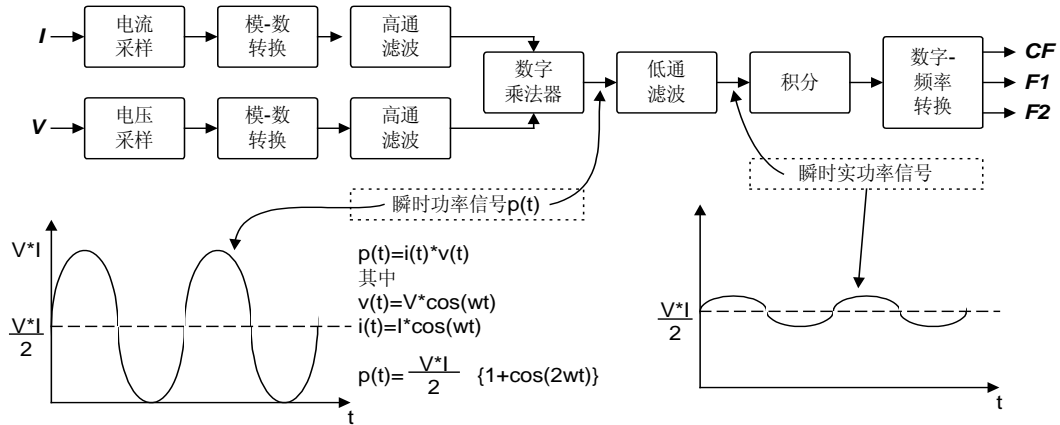 I
电流
采样
模-数
转换
高通
滤波
数字
乘法器
低通
滤波
积分
数字-
频率
转换
CF
F1
F2
V
电压
采样
模-数
转换
高通
滤波
瞬时功率信号p(t)
瞬时实功率信号
V*I
V*I
2
t
p(t)=i(t)*v(t)
其中
v(t)=V*cos(wt)
i(t)=I*cos(wt)
p(t)= V*I
2
{1+cos(2wt)}
V*I
2
t